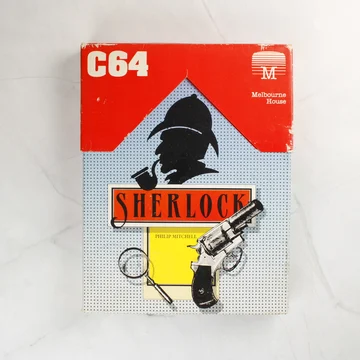 C64
M
Melbourne
House
SHERLOCK
PHILIP MITCHELL